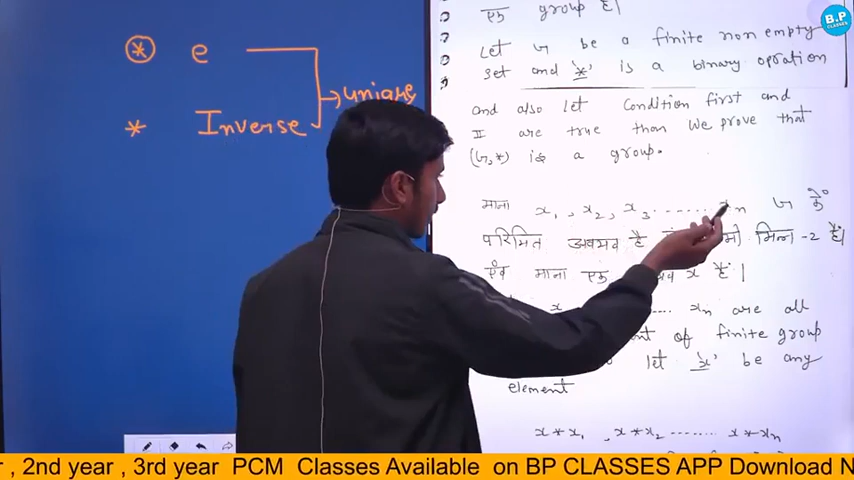 * e
unique
* Inverse
एक group है।
Let G be a finite non empty
set and '*' is a binary opration
and also let Condition first and
II are true than we prove that
(G,*) is a group.
माना x₁, x₂, x₃ ....... xₙ G के
परिमित अवयव है भिन्न-2 है।
एंव माना एक x है।
xₙ are all
of finite group
let 'x' be any
element
x*x₁ , x*x₂ ....... x*xₙ
B.P
CLASSES
, 2nd year , 3rd year PCM Classes Available on BP CLASSES APP Download